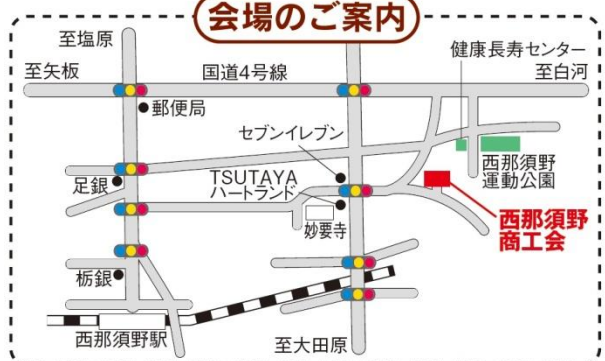 会場のご案内
至塩原
健康長寿センター
至矢板
国道4号線
至白河
郵便局
セブンイレブン
足銀
TSUTAYA
ハートランド
西那須野
運動公園
妙要寺
西那須野
商工会
栃銀
西那須野駅
至大田原